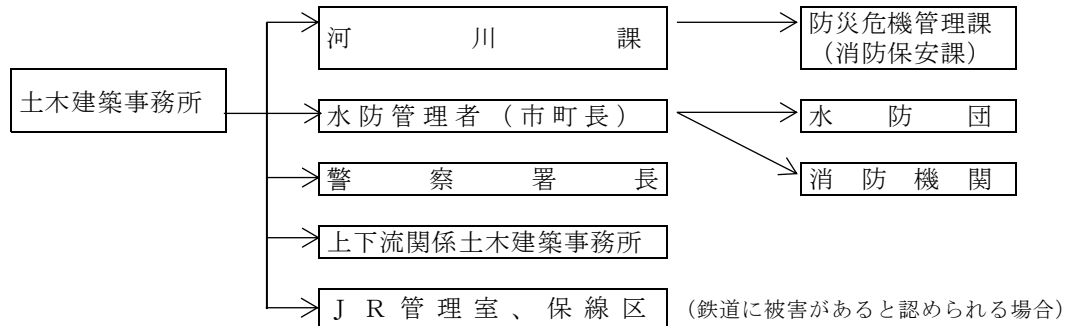 河川課
防災危機管理課
（消防保安課）
土木建築事務所
水防管理者（市町長）
水防団
警察署長
消防機関
上下流関係土木建築事務所
ＪＲ管理室、保線区
（鉄道に被害があると認められる場合）